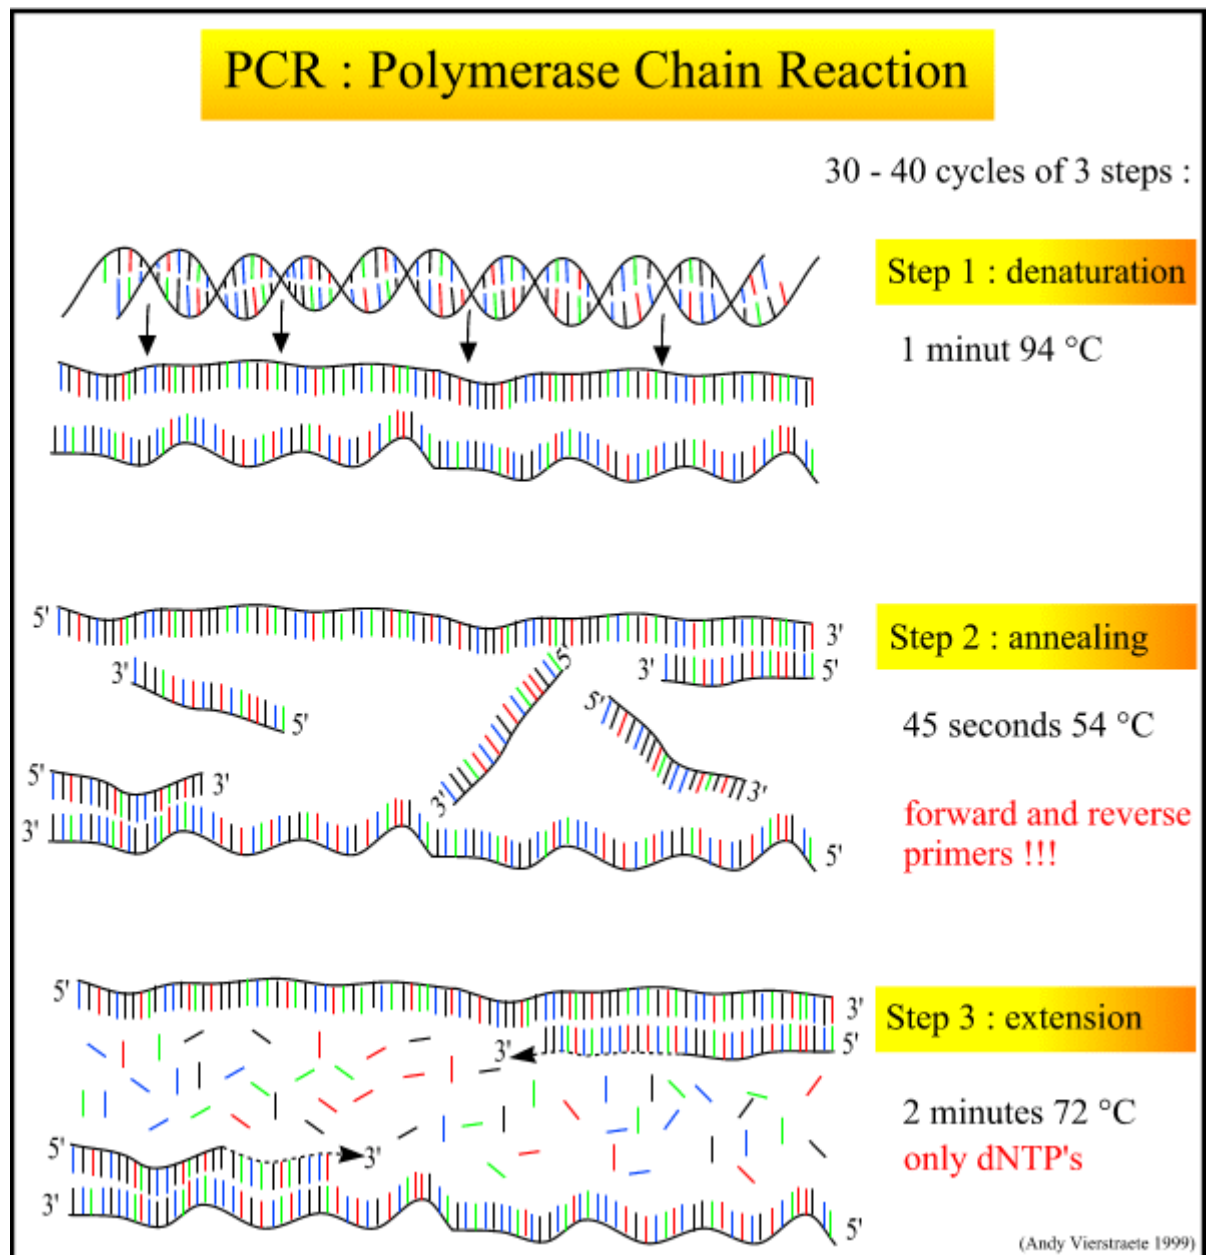 PCR : Polymerase Chain Reaction
30 - 40 cycles of 3 steps :
Step 1 : denaturation
1 minut 94 °C
5'
3'
Step 2 : annealing
3'
5'
5'
3'
5'
5'
3'
45 seconds 54 °C
5'
3'
3'
3'
5'
forward and reverse
primers !!!
5'
3'
Step 3 : extension
3'
5'
2 minutes 72 °C
only dNTP's
5'
3'
3'
5'
(Andy Vierstraete 1999)